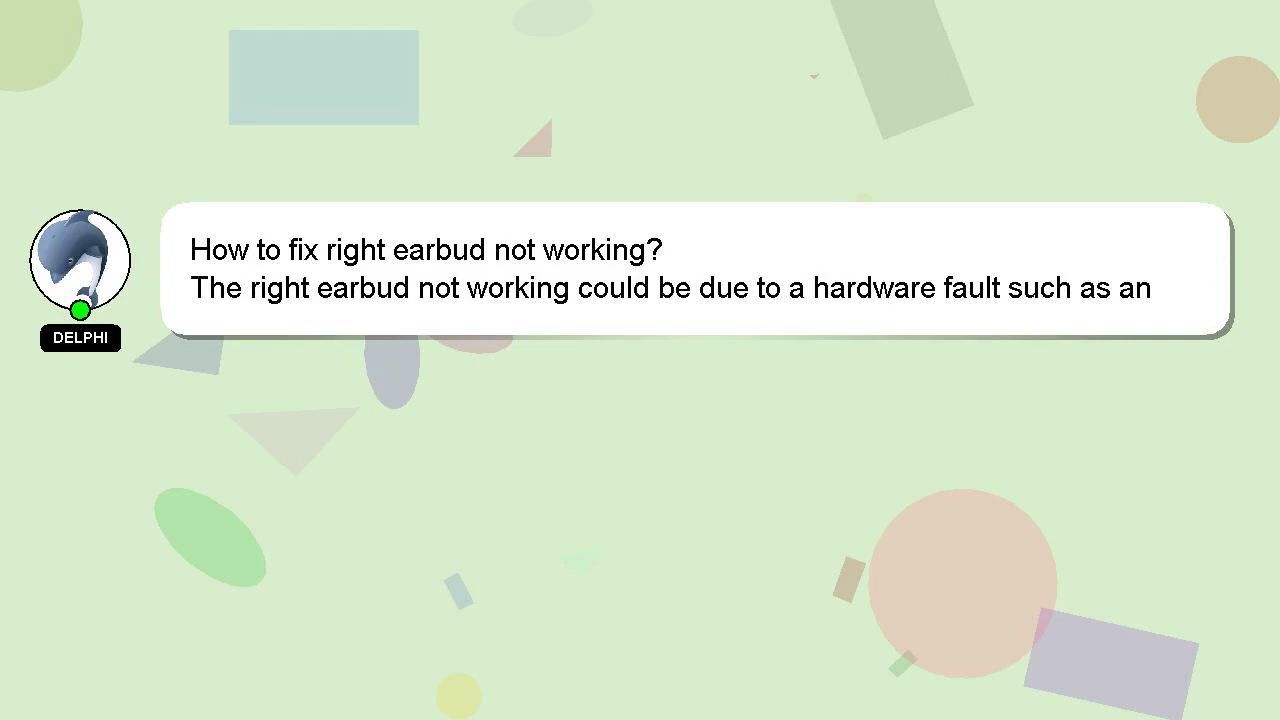 How to fix right earbud not working?
The right earbud not working could be due to a hardware fault such as an
DELPHI